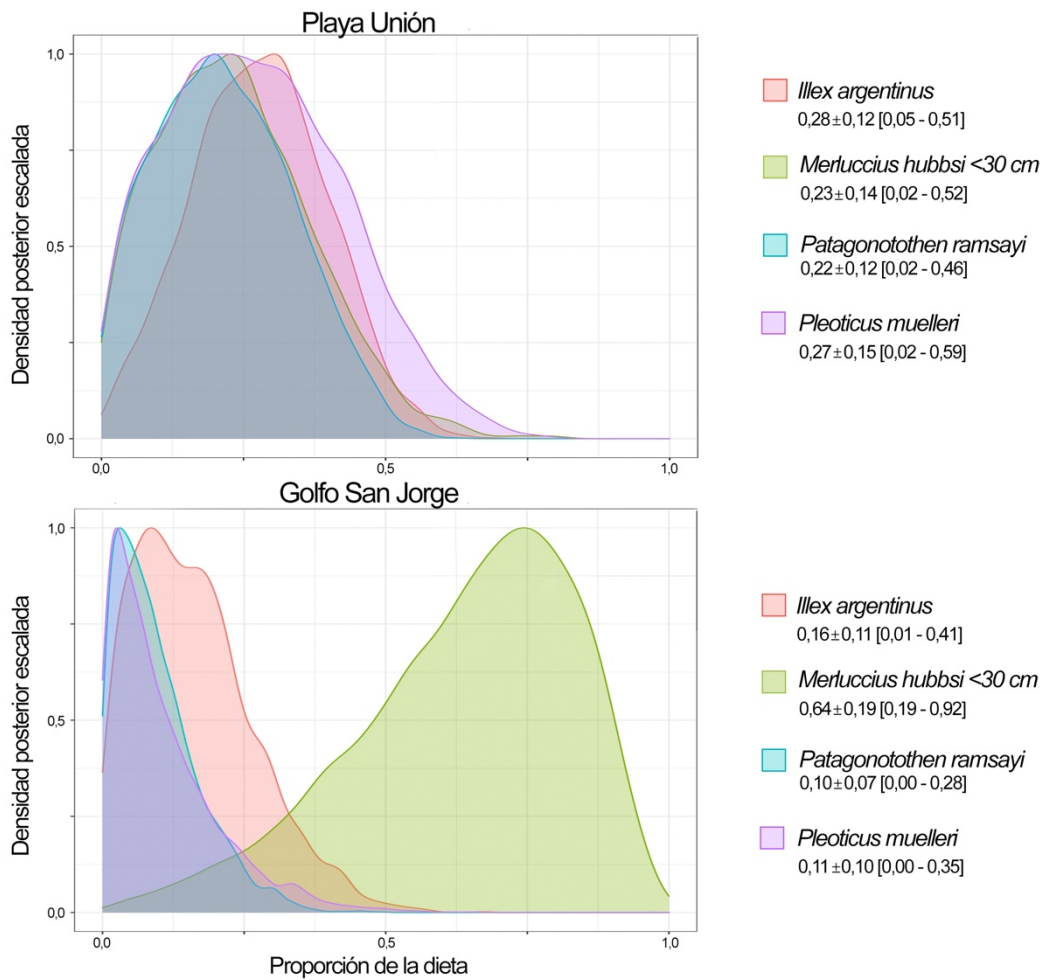 Playa Unión
Densidad posterior escalada
1,0
0,5
0,0
0,0
0,5
1,0
Illex argentinus
0,28±0,12 [0,05 - 0,51]
Merluccius hubbsi <30 cm
0,23±0,14 [0,02 - 0,52]
Patagonotothen ramsayi
0,22±0,12 [0,02 - 0,46]
Pleoticus muelleri
0,27±0,15 [0,02 - 0,59]
Golfo San Jorge
Densidad posterior escalada
1,0
0,5
0,0
0,0
0,5
1,0
Proporción de la dieta
Illex argentinus
0,16±0,11 [0,01 - 0,41]
Merluccius hubbsi <30 cm
0,64±0,19 [0,19 - 0,92]
Patagonotothen ramsayi
0,10±0,07 [0,00 - 0,28]
Pleoticus muelleri
0,11±0,10 [0,00 - 0,35]